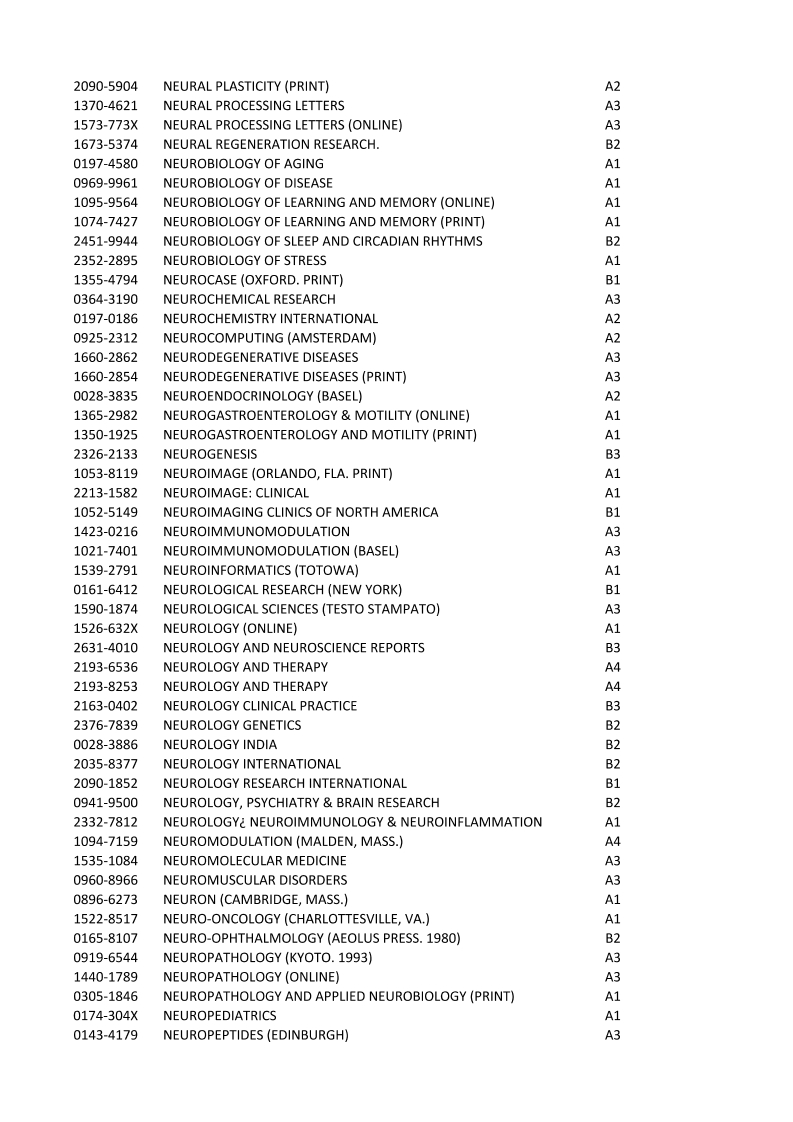 2090-5904 NEURAL PLASTICITY (PRINT) A2
1370-4621 NEURAL PROCESSING LETTERS A3
1573-773X NEURAL PROCESSING LETTERS (ONLINE) A3
1673-5374 NEURAL REGENERATION RESEARCH. B2
0197-4580 NEUROBIOLOGY OF AGING A1
0969-9961 NEUROBIOLOGY OF DISEASE A1
1095-9564 NEUROBIOLOGY OF LEARNING AND MEMORY (ONLINE) A1
1074-7427 NEUROBIOLOGY OF LEARNING AND MEMORY (PRINT) A1
2451-9944 NEUROBIOLOGY OF SLEEP AND CIRCADIAN RHYTHMS B2
2352-2895 NEUROBIOLOGY OF STRESS A1
1355-4794 NEUROCASE (OXFORD. PRINT) B1
0364-3190 NEUROCHEMICAL RESEARCH A3
0197-0186 NEUROCHEMISTRY INTERNATIONAL A2
0925-2312 NEUROCOMPUTING (AMSTERDAM) A2
1660-2862 NEURODEGENERATIVE DISEASES A3
1660-2854 NEURODEGENERATIVE DISEASES (PRINT) A3
0028-3835 NEUROENDOCRINOLOGY (BASEL) A2
1365-2982 NEUROGASTROENTEROLOGY & MOTILITY (ONLINE) A1
1350-1925 NEUROGASTROENTEROLOGY AND MOTILITY (PRINT) A1
2326-2133 NEUROGENESIS B3
1053-8119 NEUROIMAGE (ORLANDO, FLA. PRINT) A1
2213-1582 NEUROIMAGE: CLINICAL A1
1052-5149 NEUROIMAGING CLINICS OF NORTH AMERICA B1
1423-0216 NEUROIMMUNOMODULATION A3
1021-7401 NEUROIMMUNOMODULATION (BASEL) A3
1539-2791 NEUROINFORMATICS (TOTOWA) A1
0161-6412 NEUROLOGICAL RESEARCH (NEW YORK) B1
1590-1874 NEUROLOGICAL SCIENCES (TESTO STAMPATO) A3
1526-632X NEUROLOGY (ONLINE) A1
2631-4010 NEUROLOGY AND NEUROSCIENCE REPORTS B3
2193-6536 NEUROLOGY AND THERAPY A4
2193-8253 NEUROLOGY AND THERAPY A4
2163-0402 NEUROLOGY CLINICAL PRACTICE B3
2376-7839 NEUROLOGY GENETICS B2
0028-3886 NEUROLOGY INDIA B2
2035-8377 NEUROLOGY INTERNATIONAL B2
2090-1852 NEUROLOGY RESEARCH INTERNATIONAL B1
0941-9500 NEUROLOGY, PSYCHIATRY & BRAIN RESEARCH B2
2332-7812 NEUROLOGY¿ NEUROIMMUNOLOGY & NEUROINFLAMMATION A1
1094-7159 NEUROMODULATION (MALDEN, MASS.) A4
1535-1084 NEUROMOLECULAR MEDICINE A3
0960-8966 NEUROMUSCULAR DISORDERS A3
0896-6273 NEURON (CAMBRIDGE, MASS.) A1
1522-8517 NEURO-ONCOLOGY (CHARLOTTESVILLE, VA.) A1
0165-8107 NEURO-OPHTHALMOLOGY (AEOLUS PRESS. 1980) B2
0919-6544 NEUROPATHOLOGY (KYOTO. 1993) A3
1440-1789 NEUROPATHOLOGY (ONLINE) A3
0305-1846 NEUROPATHOLOGY AND APPLIED NEUROBIOLOGY (PRINT) A1
0174-304X NEUROPEDIATRICS A1
0143-4179 NEUROPEPTIDES (EDINBURGH) A3